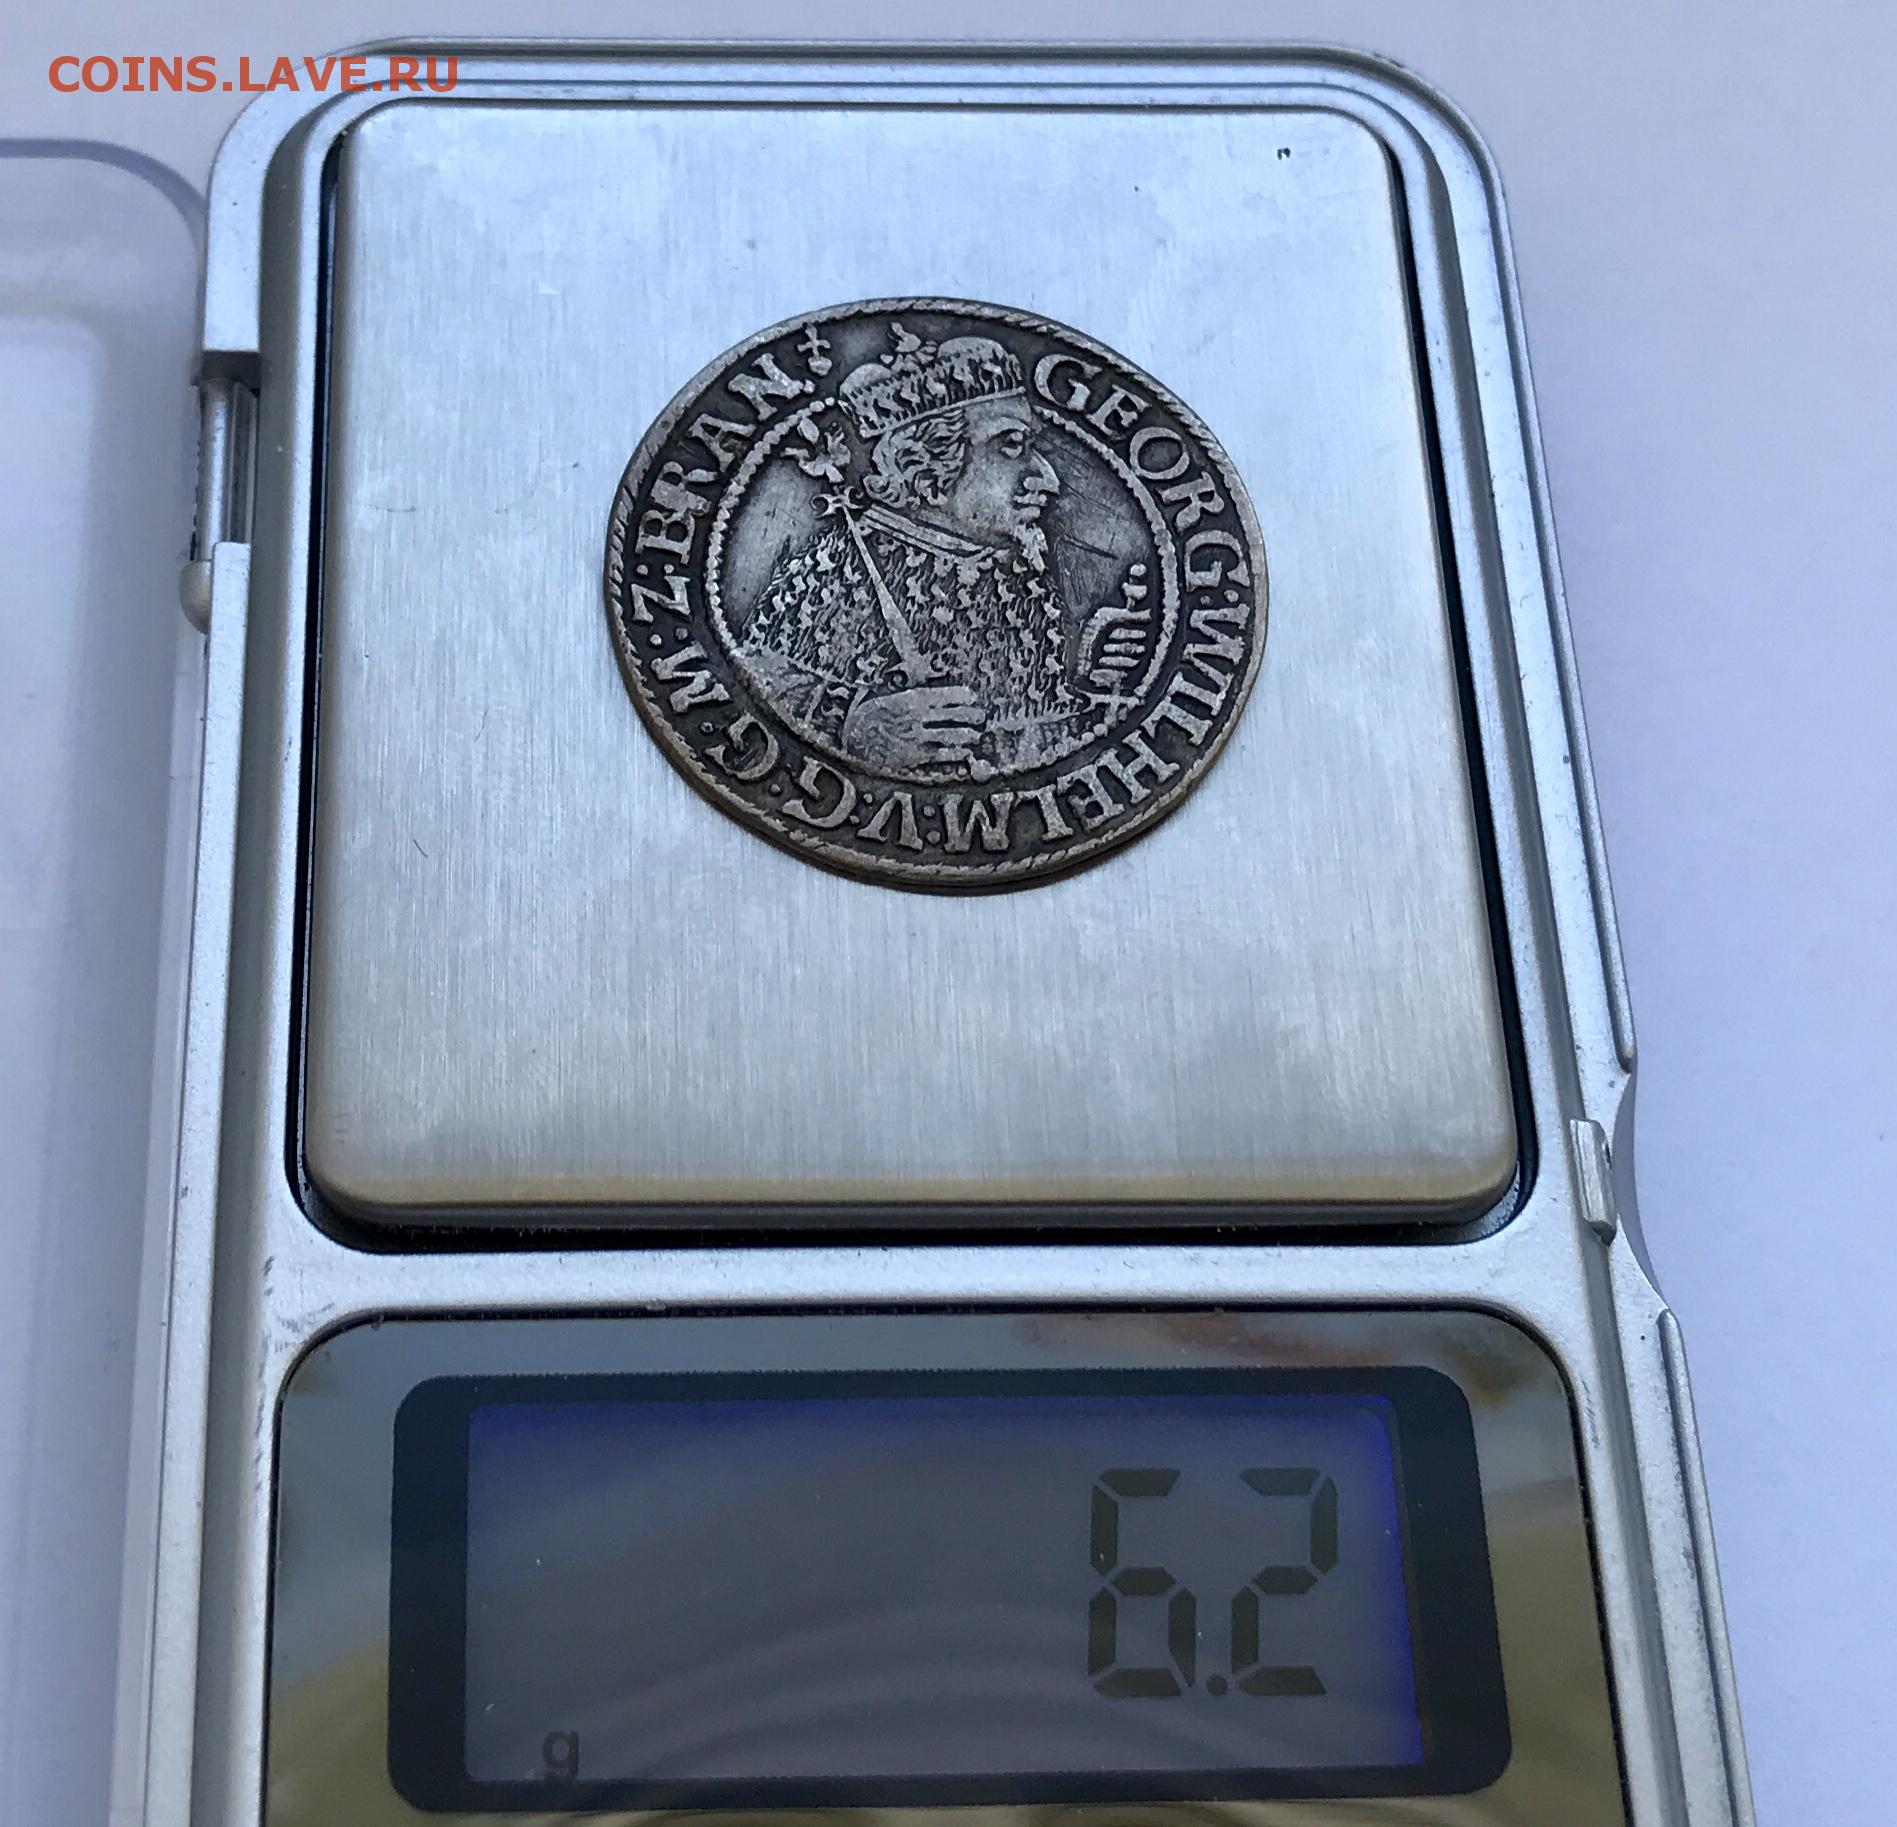 COINS.LAVE.RU
GEORG:WILHELM:V:G:G:M:Z:BRAN
6.2
g